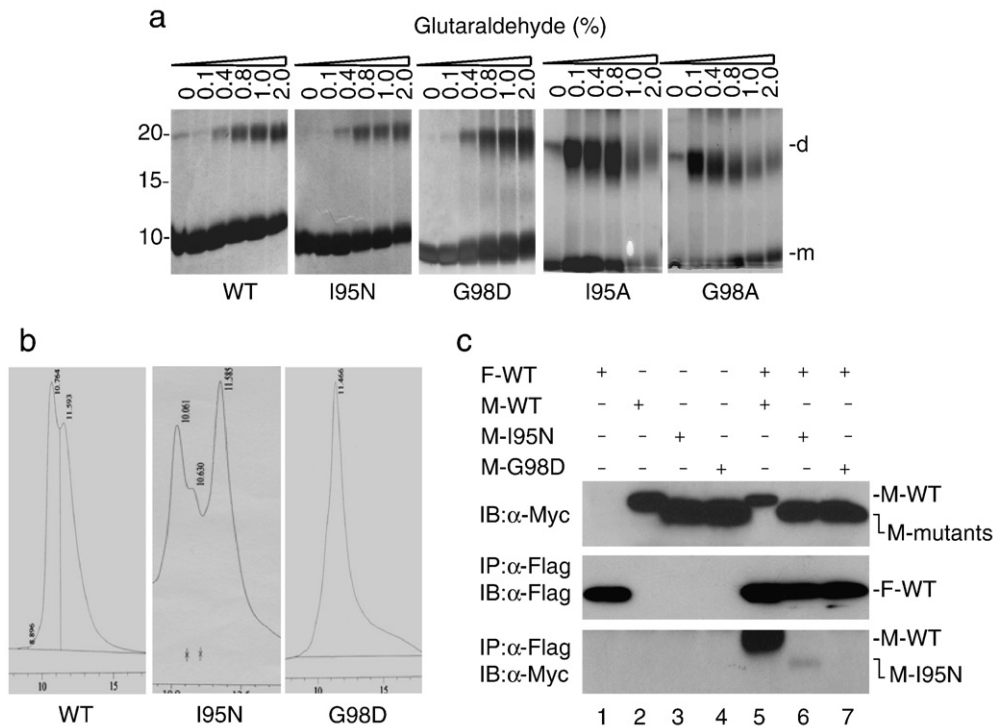 a
Glutaraldehyde (%)
0 0.1 0.4 0.8 1.0 2.0 0 0.1 0.4 0.8 1.0 2.0 0 0.1 0.4 0.8 1.0 2.0 0 0.1 0.4 0.8 1.0 2.0 0 0.1 0.4 0.8 1.0 2.0
20- -d
15-
10- -m
WT I95N G98D I95A G98A
b
10.764 11.593 8.896
10 15
10.061 10.630 11.585
11.466
10 15
WT I95N G98D
c
F-WT + - - - + + +
M-WT - + - - + - -
M-I95N - - + - - + -
M-G98D - - - + - - +
IB:α-Myc -M-WT
M-mutants
IP:α-Flag
IB:α-Flag -F-WT
IP:α-Flag -M-WT
IB:α-Myc M-I95N
1 2 3 4 5 6 7